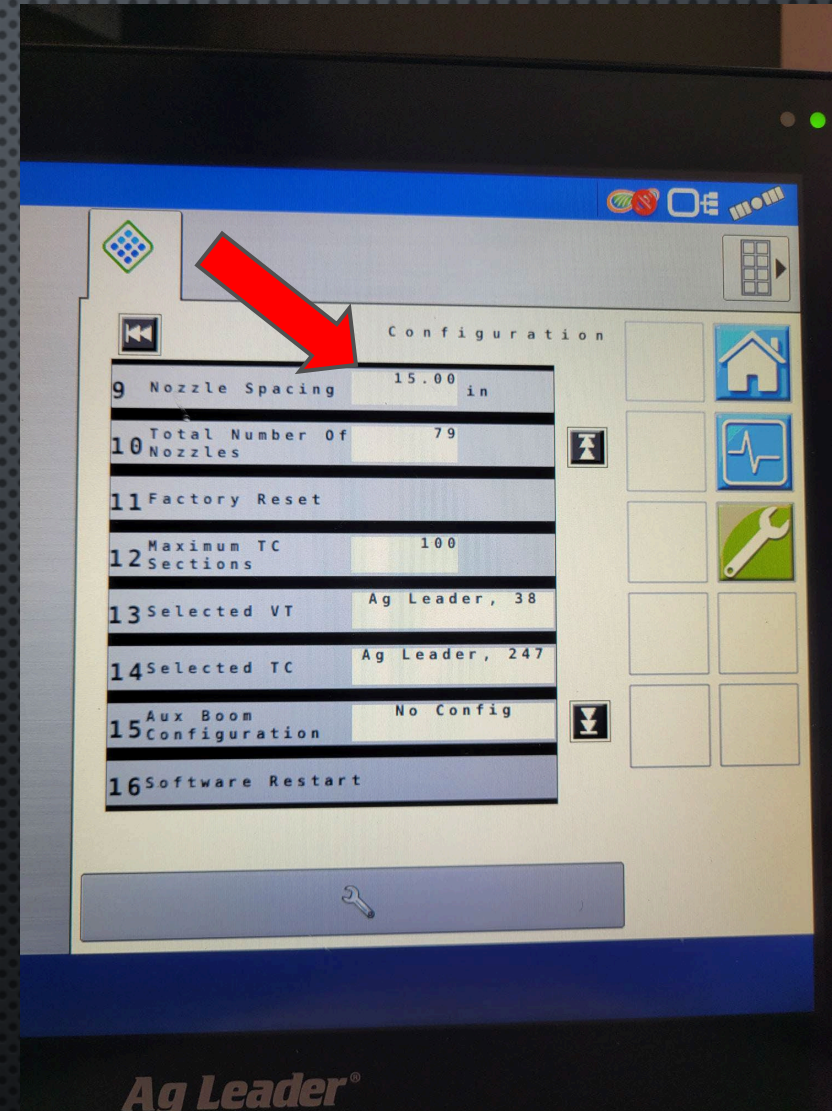 Configuration
9 Nozzle Spacing 15.00 in
10 Total Number Of
Nozzles 79
11 Factory Reset
12 Maximum TC
Sections 100
13 Selected VT Ag Leader, 38
14 Selected TC Ag Leader, 247
15 Aux Boom
Configuration No Config
16 Software Restart
Ag Leader®